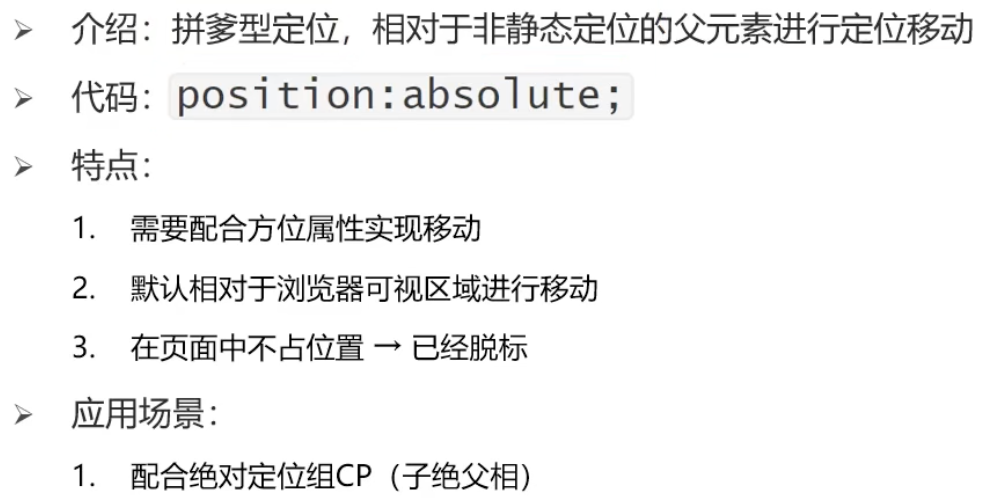 ➢ 介绍：拼爹型定位，相对于非静态定位的父元素进行定位移动
➢ 代码：position:absolute;
➢ 特点：
1. 需要配合方位属性实现移动
2. 默认相对于浏览器可视区域进行移动
3. 在页面中不占位置 → 已经脱标
➢ 应用场景：
1. 配合绝对定位组CP（子绝父相）